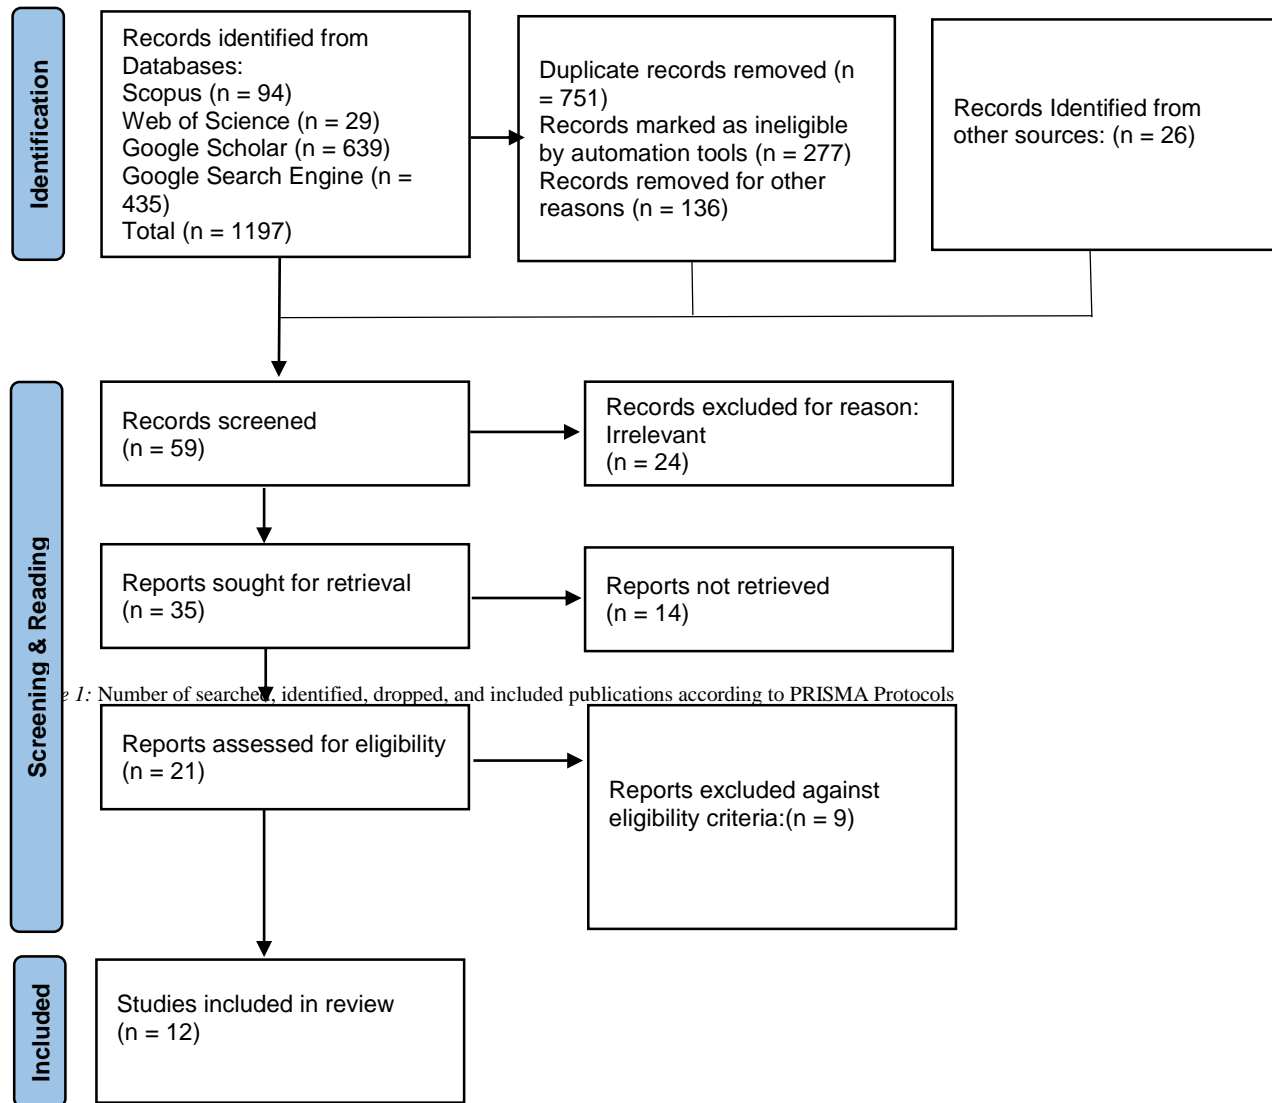 Identification
Records identified from
Databases:
Scopus (n = 94)
Web of Science (n = 29)
Google Scholar (n = 639)
Google Search Engine (n =
435)
Total (n = 1197)
Duplicate records removed (n
= 751)
Records marked as ineligible
by automation tools (n = 277)
Records removed for other
reasons (n = 136)
Records Identified from
other sources: (n = 26)
Screening & Reading
Records screened
(n = 59)
Records excluded for reason:
Irrelevant
(n = 24)
Reports sought for retrieval
(n = 35)
Reports not retrieved
(n = 14)
e 1: Number of searched, identified, dropped, and included publications according to PRISMA Protocols
Reports assessed for eligibility
(n = 21)
Reports excluded against
eligibility criteria:(n = 9)
Included
Studies included in review
(n = 12)